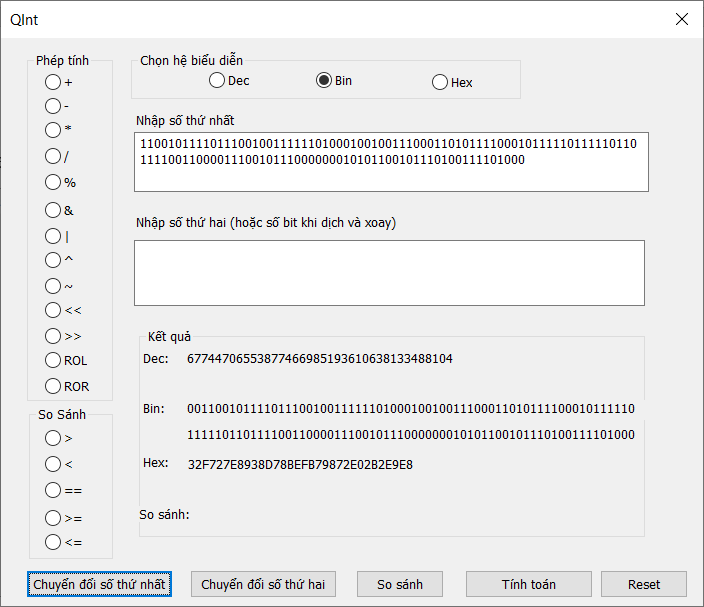 QInt
Phép tính
+
-
*
/
%
&
|
^
~
<<
>>
ROL
ROR
So Sánh
>
<
==
>=
<=
Chọn hệ biểu diễn
Dec Bin Hex
Nhập số thứ nhất
11001011110111001001111110100010010011100011010111100010111110111110110
1111001100001110010111000000010101100101110100111101000
Nhập số thứ hai (hoặc số bit khi dịch và xoay)
Kết quả
Dec: 67744706553877466985193610638133488104
Bin: 0011001011110111001001111110100010010011100011010111100010111110
1111101101111001100001110010111000000010101100101110100111101000
Hex: 32F727E8938D78BEFB79872E02B2E9E8
So sánh:
Chuyển đổi số thứ nhất Chuyển đổi số thứ hai So sánh Tính toán Reset